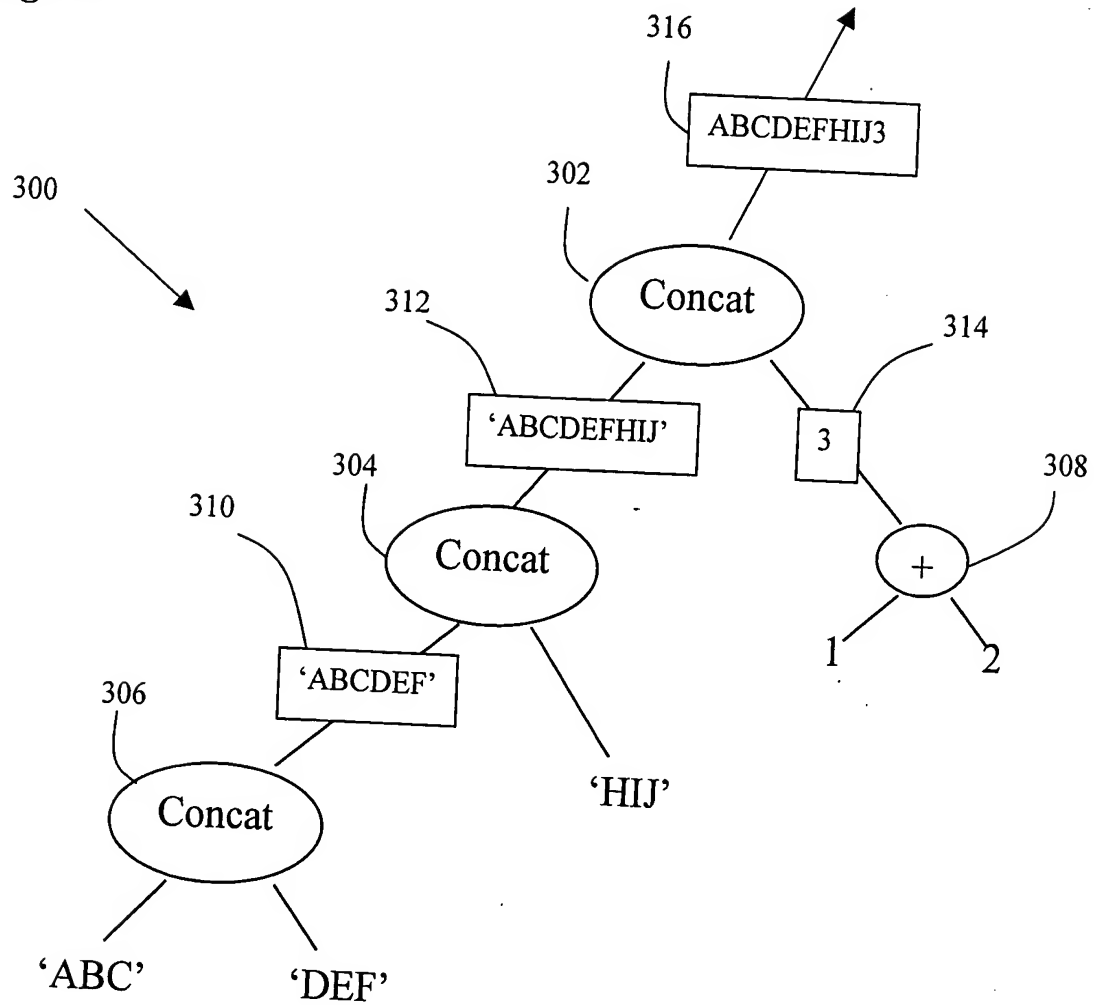 316
ABCDEFHIJ3
302
300
Concat
312
314
‘ABCDEFHIJ’
3
304
308
310
Concat
+
1
2
‘ABCDEF’
306
‘HIJ’
Concat
‘ABC’
‘DEF’